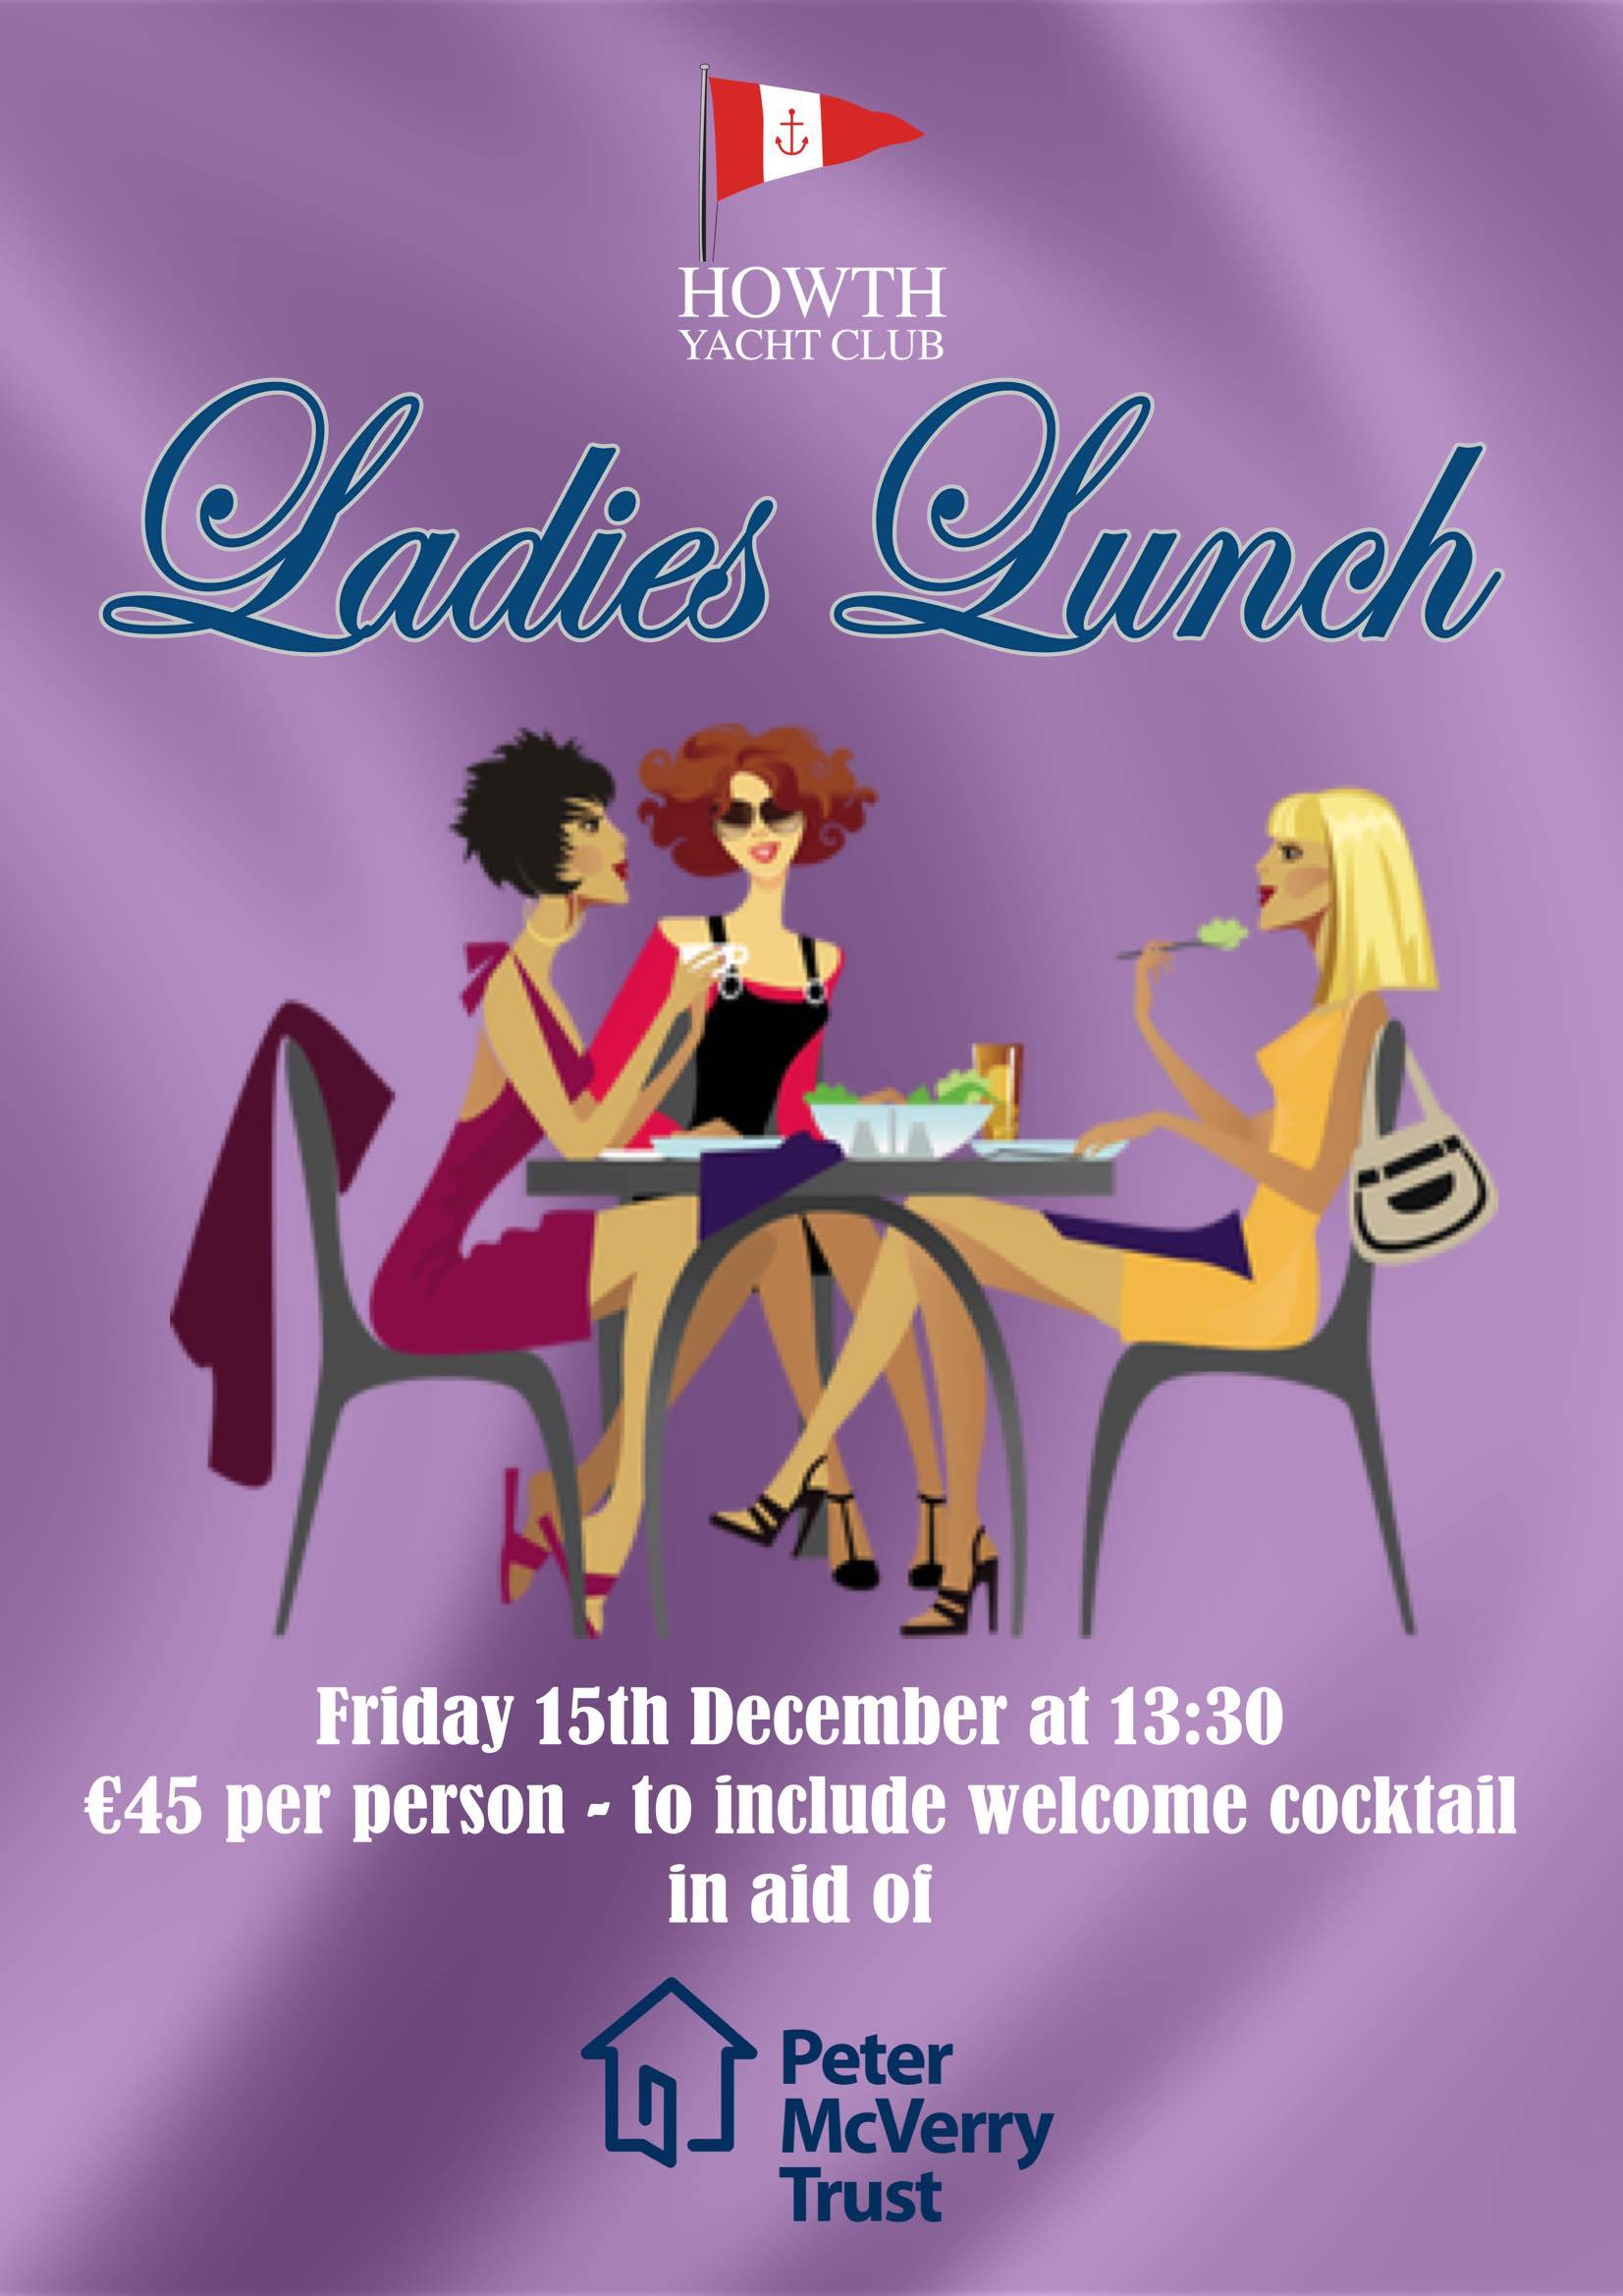 HOWTH
YACHT CLUB
Ladies Lunch
Friday 15th December at 13:30
€45 per person - to include welcome cocktail
in aid of
Peter
McVerry
Trust